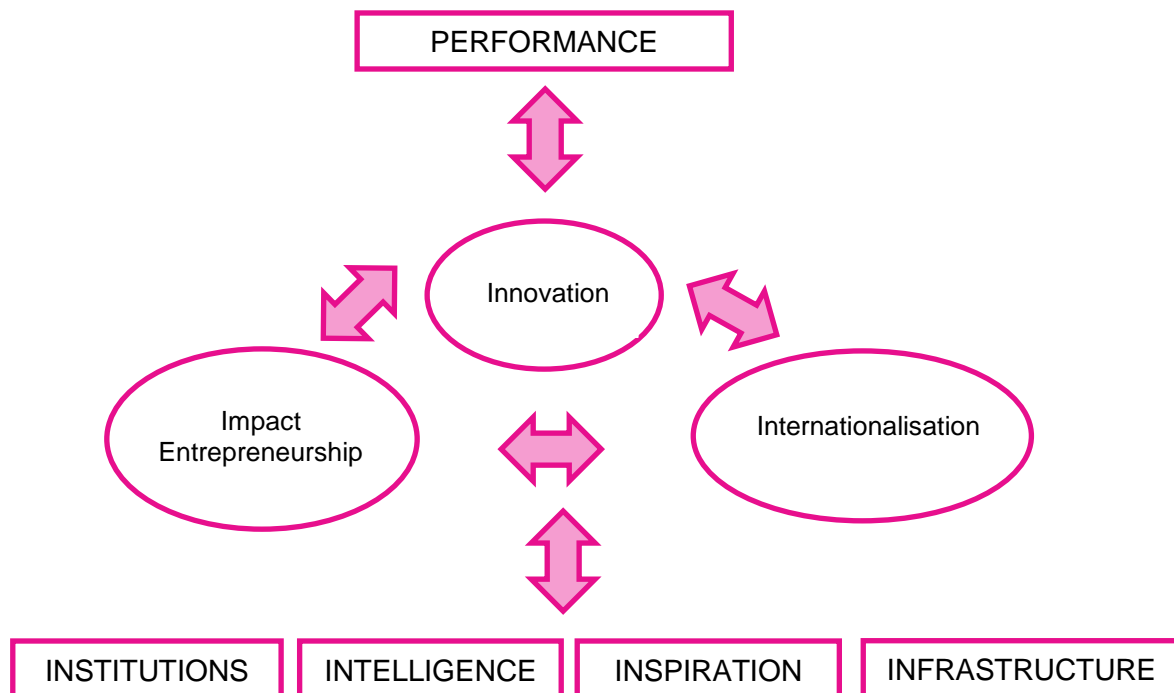 PERFORMANCE
Innovation
Impact
Entrepreneurship
Internationalisation
INSTITUTIONS
INTELLIGENCE
INSPIRATION
INFRASTRUCTURE